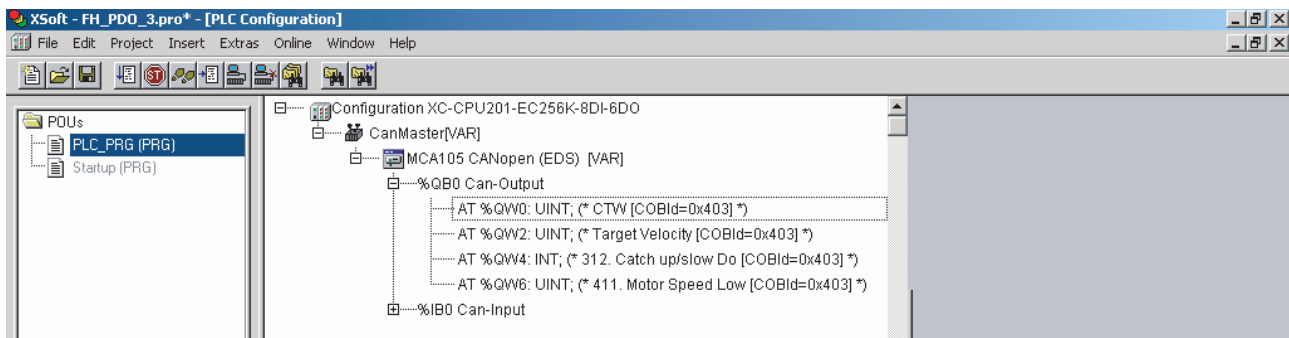 XSoft - FH_PDO_3.pro* - [PLC Configuration]
File Edit Project Insert Extras Online Window Help
POUs
PLC_PRG (PRG)
Startup (PRG)
Configuration XC-CPU201-EC256K-8DI-6DO
CanMaster[VAR]
MCA105 CANopen (EDS) [VAR]
%QB0 Can-Output
AT %QW0: UINT; (* CTW [COBId=0x403] *)
AT %QW2: UINT; (* Target Velocity [COBId=0x403] *)
AT %QW4: INT; (* 312. Catch up/slow Do [COBId=0x403] *)
AT %QW6: UINT; (* 411. Motor Speed Low [COBId=0x403] *)
%IB0 Can-Input